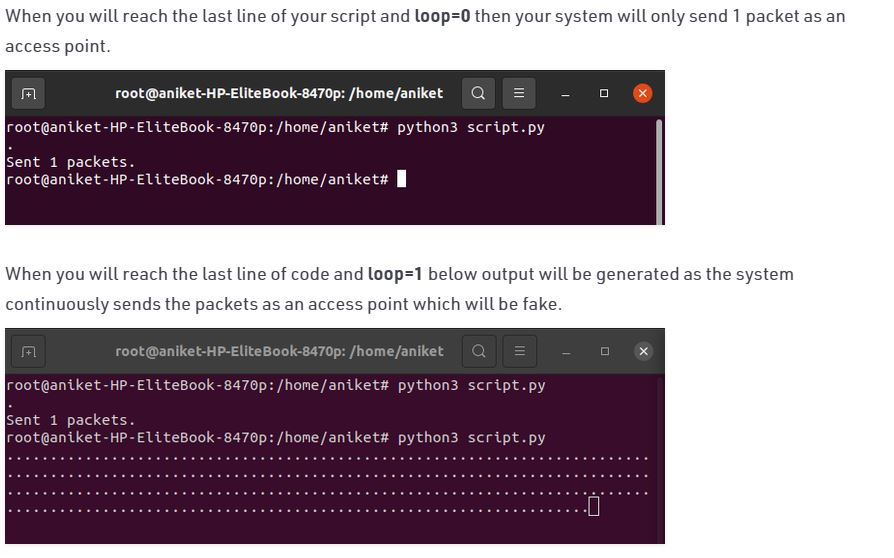 When you will reach the last line of your script and loop=0 then your system will only send 1 packet as an
access point.
root@aniket-HP-EliteBook-8470p: /home/aniket
root@aniket-HP-EliteBook-8470p:/home/aniket# python3 script.py
.
Sent 1 packets.
root@aniket-HP-EliteBook-8470p:/home/aniket#
When you will reach the last line of code and loop=1 below output will be generated as the system
continuously sends the packets as an access point which will be fake.
root@aniket-HP-EliteBook-8470p: /home/aniket
root@aniket-HP-EliteBook-8470p:/home/aniket# python3 script.py
.
Sent 1 packets.
root@aniket-HP-EliteBook-8470p:/home/aniket# python3 script.py
..........................................................................
..........................................................................
..........................................................................
...................................................................